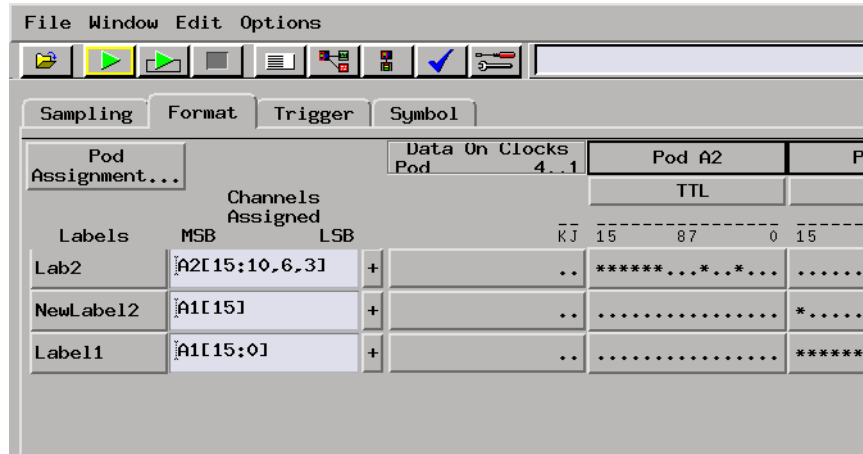 File Window Edit Options
Sampling Format Trigger Symbol
Pod
Assignment...
Data On Clocks
Pod 4..1
Pod A2
P
TTL
Channels
Assigned
Labels MSB LSB KJ 15 87 0 15
Lab2 A2[15:10,6,3] + .. ******...*..*... ......
NewLabel2 A1[15] + .. ................ *.....
Label1 A1[15:0] + .. ................ ******